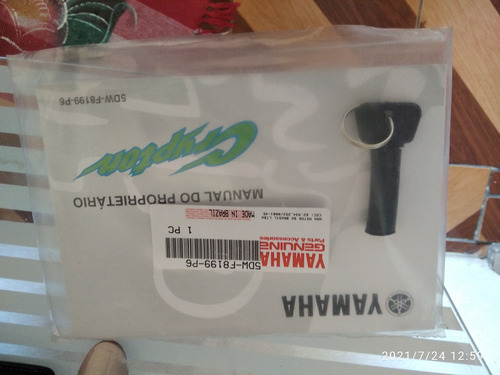 YAMAHA
5DW-F8199-P6
1 PC
YAMAHA
GENUINE
Parts & Accessories
MADE IN BRAZIL
MANUAL DO PROPRIETÁRIO
Crypton
5DW-F8199-P6
2021/7/24 12:5